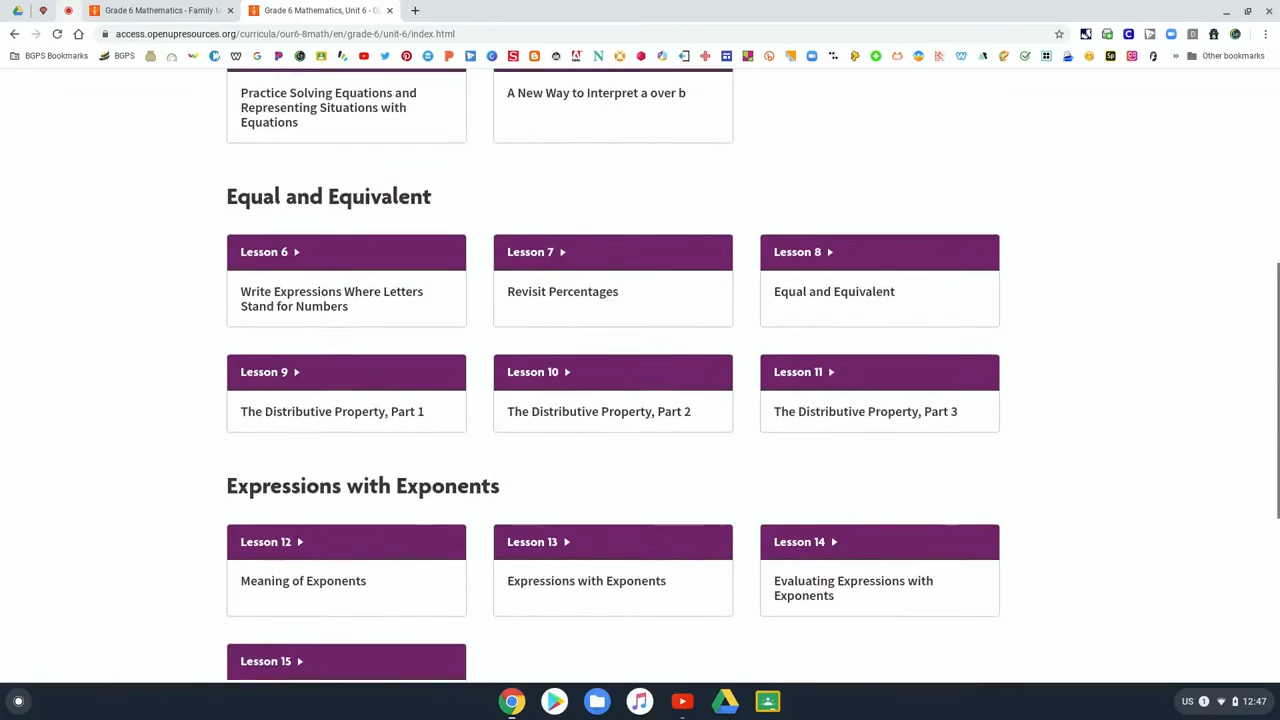 Grade 6 Mathematics - Family M
Grade 6 Mathematics, Unit 6 - O
access.openupresources.org/curricula/our6-8math/en/grade-6/unit-6/index.html
BGPS Bookmarks
BGPS
Other bookmarks
Practice Solving Equations and
Representing Situations with
Equations
A New Way to Interpret a over b
Equal and Equivalent
Lesson 6
Lesson 7
Lesson 8
Write Expressions Where Letters
Stand for Numbers
Revisit Percentages
Equal and Equivalent
Lesson 9
Lesson 10
Lesson 11
The Distributive Property, Part 1
The Distributive Property, Part 2
The Distributive Property, Part 3
Expressions with Exponents
Lesson 12
Lesson 13
Lesson 14
Meaning of Exponents
Expressions with Exponents
Evaluating Expressions with
Exponents
Lesson 15
US 1 12:47